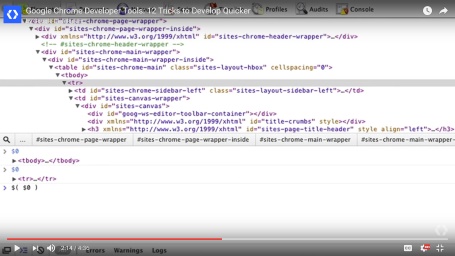 Google Chrome Developer Tools: 12 Tricks to Develop Quicker
Profiles Audits Console
<div id="sites-chrome-page-wrapper">
▼<div id="sites-chrome-page-wrapper-inside">
▶<div xmlns="http://www.w3.org/1999/xhtml" id="sites-chrome-header-wrapper">…</div>
<!-- #sites-chrome-header-wrapper -->
▼<div id="sites-chrome-main-wrapper">
▼<div id="sites-chrome-main-wrapper-inside">
▼<table id="sites-chrome-main" class="sites-layout-hbox" cellspacing="0">
▼<tbody>
▼<tr>
▶<td id="sites-chrome-sidebar-left" class="sites-layout-sidebar-left">…</td>
▼<td id="sites-canvas-wrapper">
▼<div id="sites-canvas">
▶<div id="goog-ws-editor-toolbar-container"></div>
<div xmlns="http://www.w3.org/1999/xhtml" id="title-crumbs" style></div>
▶<h3 xmlns="http://www.w3.org/1999/xhtml" id="sites-page-title-header" style align="left">…</h3>
... #sites-chrome-page-wrapper #sites-chrome-page-wrapper-inside #sites-chrome-main-wrapper #sites-chrome-main-wrapper
> $0
▶<tbody>…</tbody>
> $0
▶<tr>…</tr>
> $( $0 )
2:14 / 4:35 CC
Errors Warnings Logs